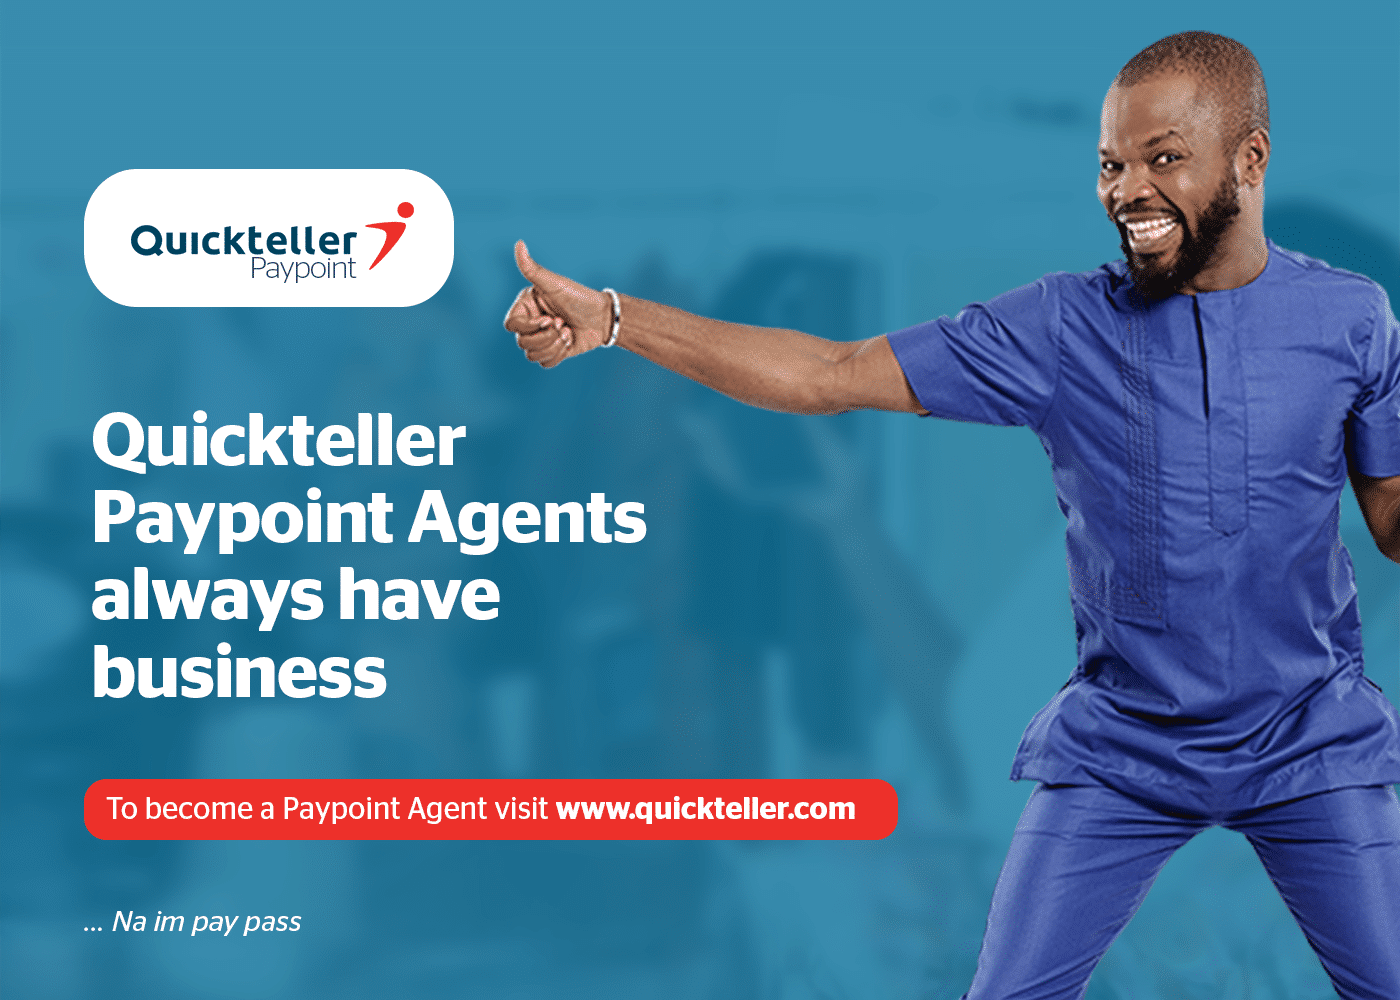 Quickteller
Paypoint
Quickteller
Paypoint Agents
always have
business
To become a Paypoint Agent visit www.quickteller.com
... Na im pay pass